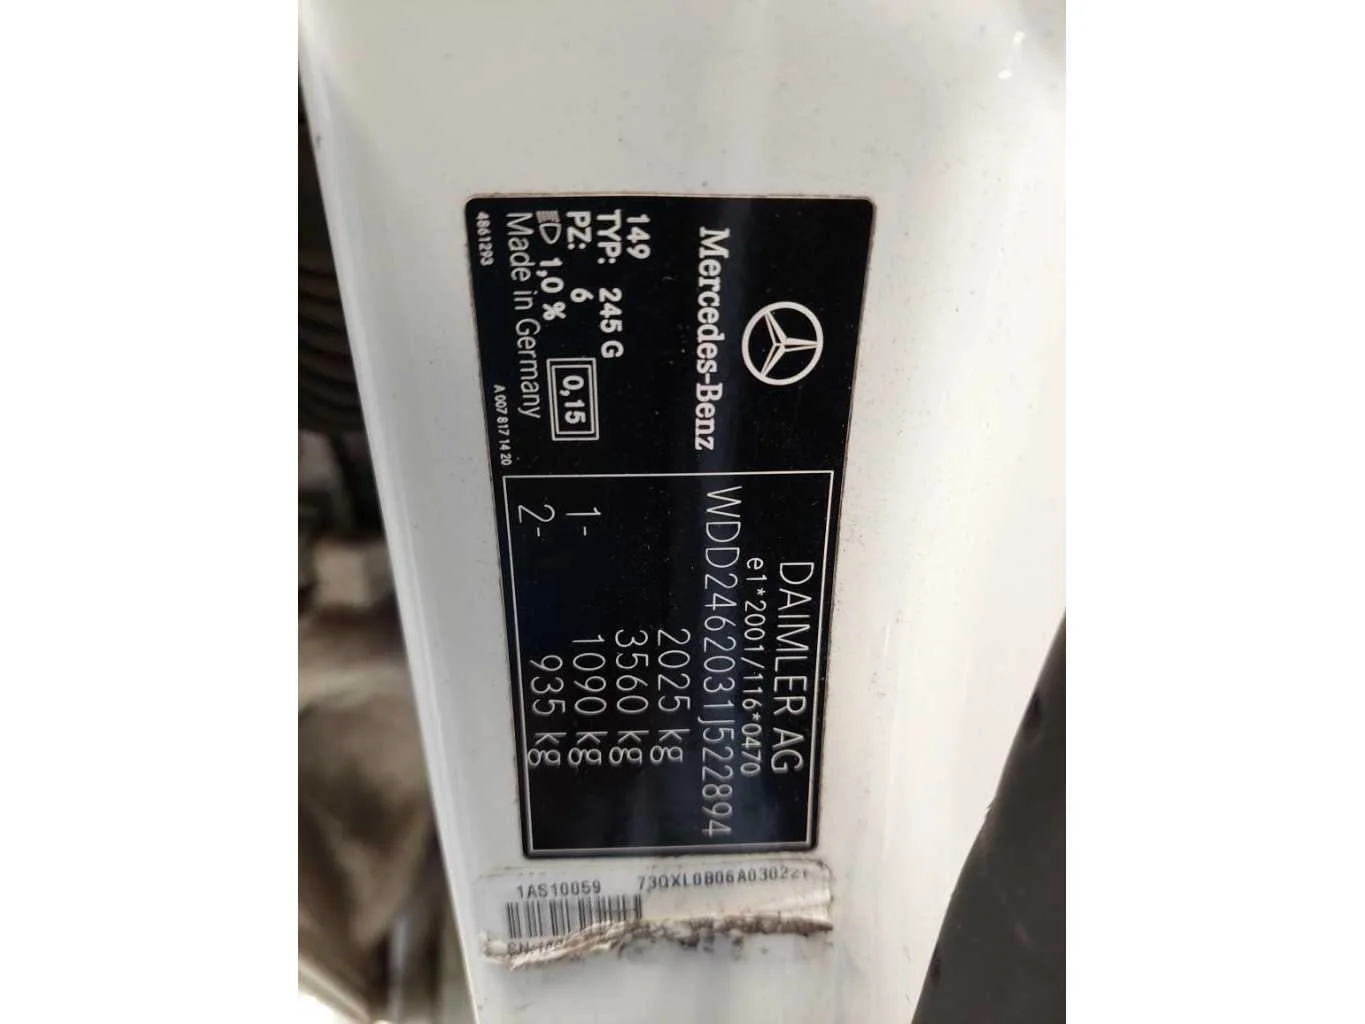 Mercedes-Benz
149
TYP: 245 G
PZ: 6
1,0 %
0,15
Made in Germany
4861293
A 007 817 14 20
DAIMLER AG
e1*2001/116*0470
WDD2462031J522894
2025 kg
3560 kg
1- 1090 kg
2- 935 kg
1AS10059